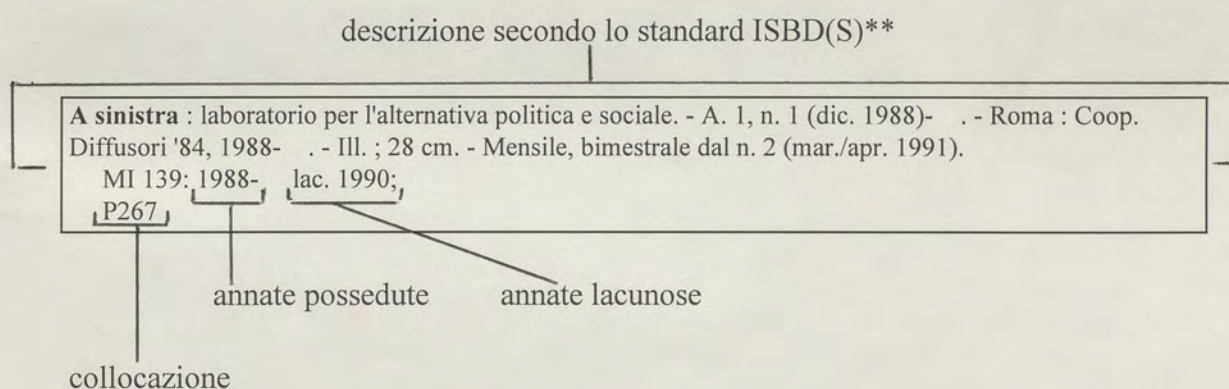 descrizione secondo lo standard ISBD(S)**
A sinistra : laboratorio per l'alternativa politica e sociale. - A. 1, n. 1 (dic. 1988)-   . - Roma : Coop.
Diffusori '84, 1988-   . - Ill. ; 28 cm. - Mensile, bimestrale dal n. 2 (mar./apr. 1991).
MI 139: 1988-   lac. 1990;
P267
annate possedute   annate lacunose
collocazione